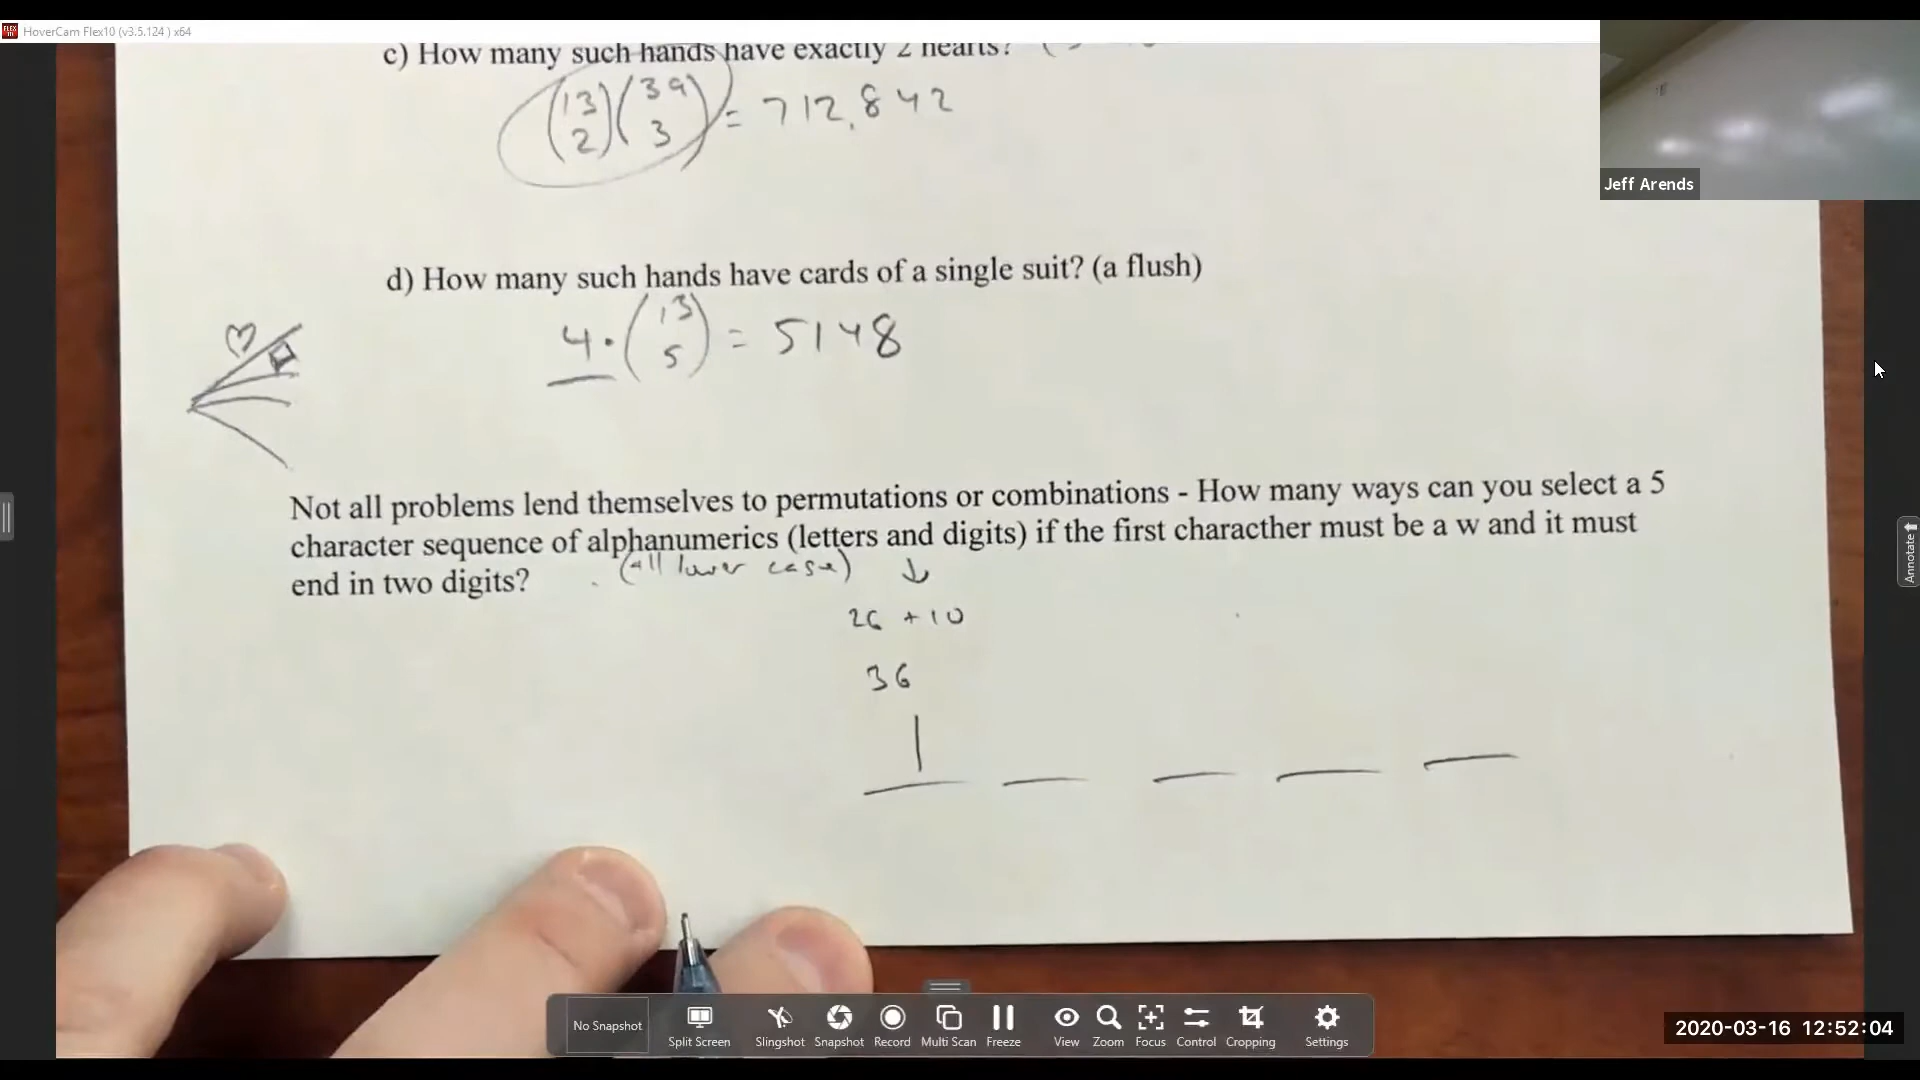 HoverCam Flex10 (v3.5.124) x64
c) How many such hands have exactly 2 hearts?
(13 2)(39 3) = 712,842
Jeff Arends
d) How many such hands have cards of a single suit? (a flush)
4 · (13 5) = 5148
Not all problems lend themselves to permutations or combinations - How many ways can you select a 5
character sequence of alphanumerics (letters and digits) if the first characther must be a w and it must
(all lower case) ↓
end in two digits?
26 + 10
36
1
Annotate
No Snapshot
Split Screen
Slingshot
Snapshot
Record
Multi Scan
Freeze
View
Zoom
Focus
Control
Cropping
Settings
2020-03-16 12:52:04